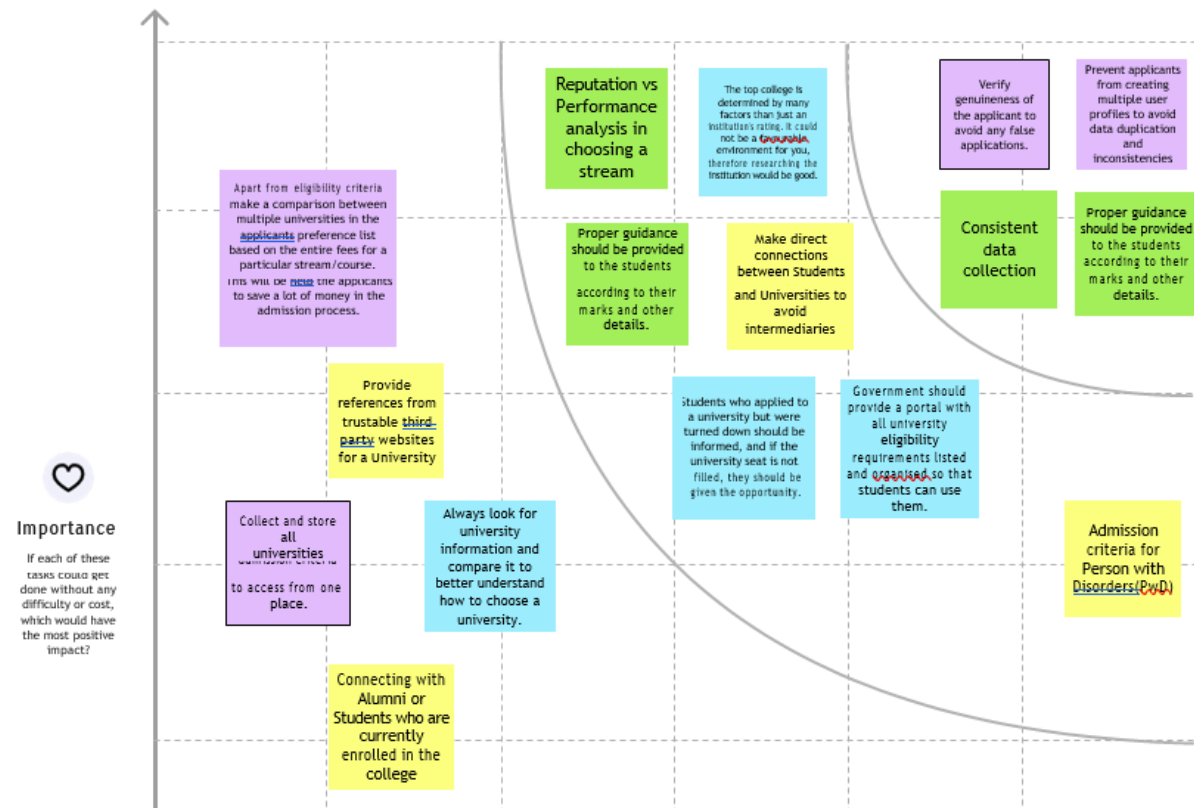 Reputation vs
Performance
analysis in
choosing a
stream
The top college is
determined by many
factors than just an
institution's rating. It could
not be a favourable
environment for you,
therefore researching the
institution would be good.
Verify
genuineness of
the applicant to
avoid any false
applications.
Prevent applicants
from creating
multiple user
profiles to avoid
data duplication
and
inconsistencies
Apart from eligibility criteria
make a comparison between
multiple universities in the
applicants preference list
based on the entire fees for a
particular stream/course.
This will be help the applicants
to save a lot of money in the
admission process.
Proper guidance
should be provided
to the students
according to their
marks and other
details.
Make direct
connections
between Students
and Universities to
avoid
intermediaries
Consistent
data
collection
Proper guidance
should be provided
to the students
according to their
marks and other
details.
Provide
references from
trustable third
party websites
for a University
Students who applied to
a university but were
turned down should be
informed, and if the
university seat is not
filled, they should be
given the opportunity.
Government should
provide a portal with
all university
eligibility
requirements listed
and organised so that
students can use
them.
Importance
If each of these
tasks could get
done without any
difficulty or cost,
which would have
the most positive
impact?
Collect and store
all
universities
admission criteria
to access from one
place.
Always look for
university
information and
compare it to
better understand
how to choose a
university.
Admission
criteria for
Person with
Disorders(PwD)
Connecting with
Alumni or
Students who are
currently
enrolled in the
college